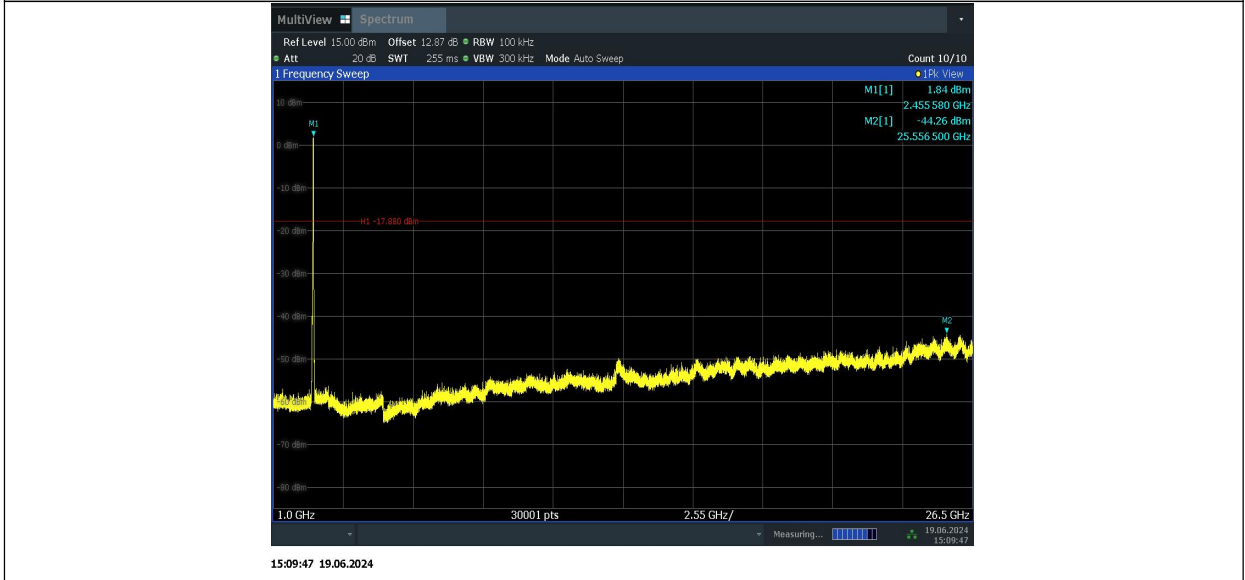 MultiView Spectrum
Ref Level 15.00 dBm Offset 12.87 dB RBW 100 kHz
Att 20 dB SWT 255 ms VBW 300 kHz Mode Auto Sweep Count 10/10
1 Frequency Sweep 1Pk View
M1[1] 1.84 dBm
2.455 580 GHz
M2[1] -44.26 dBm
25.556 500 GHz
10 dBm
M1
0 dBm
-10 dBm
H1 -17.880 dBm
-20 dBm
-30 dBm
-40 dBm
M2
-50 dBm
-60 dBm
-70 dBm
-80 dBm
1.0 GHz 30001 pts 2.55 GHz/ 26.5 GHz
Measuring... 19.06.2024
15:09:47
15:09:47 19.06.2024